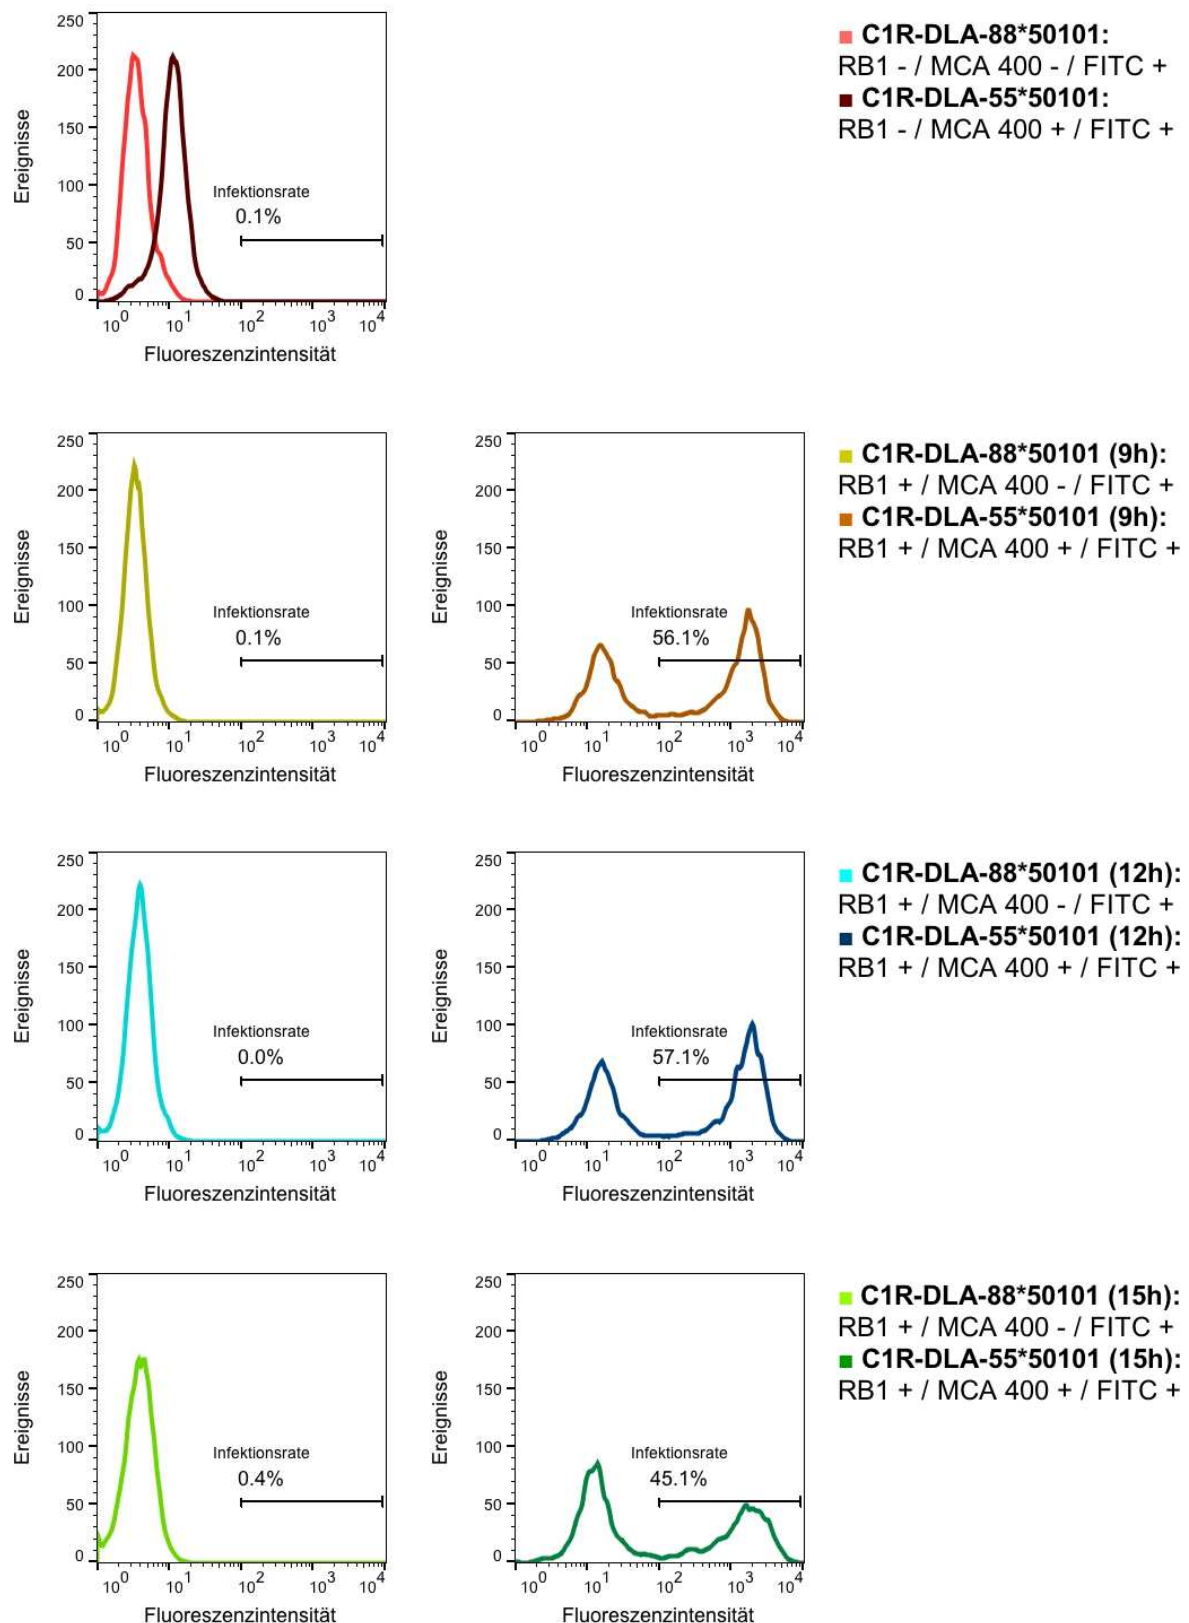 250
200
150
100
50
0
Ereignisse
Infektionsrate
0.1%
10^0 10^1 10^2 10^3 10^4
Fluoreszenzintensität
C1R-DLA-88*50101:
RB1 - / MCA 400 - / FITC +
C1R-DLA-55*50101:
RB1 - / MCA 400 + / FITC +
250
200
150
100
50
0
Ereignisse
Infektionsrate
0.1%
10^0 10^1 10^2 10^3 10^4
Fluoreszenzintensität
250
200
150
100
50
0
Ereignisse
Infektionsrate
56.1%
10^0 10^1 10^2 10^3 10^4
Fluoreszenzintensität
C1R-DLA-88*50101 (9h):
RB1 + / MCA 400 - / FITC +
C1R-DLA-55*50101 (9h):
RB1 + / MCA 400 + / FITC +
250
200
150
100
50
0
Ereignisse
Infektionsrate
0.0%
10^0 10^1 10^2 10^3 10^4
Fluoreszenzintensität
250
200
150
100
50
0
Ereignisse
Infektionsrate
57.1%
10^0 10^1 10^2 10^3 10^4
Fluoreszenzintensität
C1R-DLA-88*50101 (12h):
RB1 + / MCA 400 - / FITC +
C1R-DLA-55*50101 (12h):
RB1 + / MCA 400 + / FITC +
250
200
150
100
50
0
Ereignisse
Infektionsrate
0.4%
10^0 10^1 10^2 10^3 10^4
Fluoreszenzintensität
250
200
150
100
50
0
Ereignisse
Infektionsrate
45.1%
10^0 10^1 10^2 10^3 10^4
Fluoreszenzintensität
C1R-DLA-88*50101 (15h):
RB1 + / MCA 400 - / FITC +
C1R-DLA-55*50101 (15h):
RB1 + / MCA 400 + / FITC +